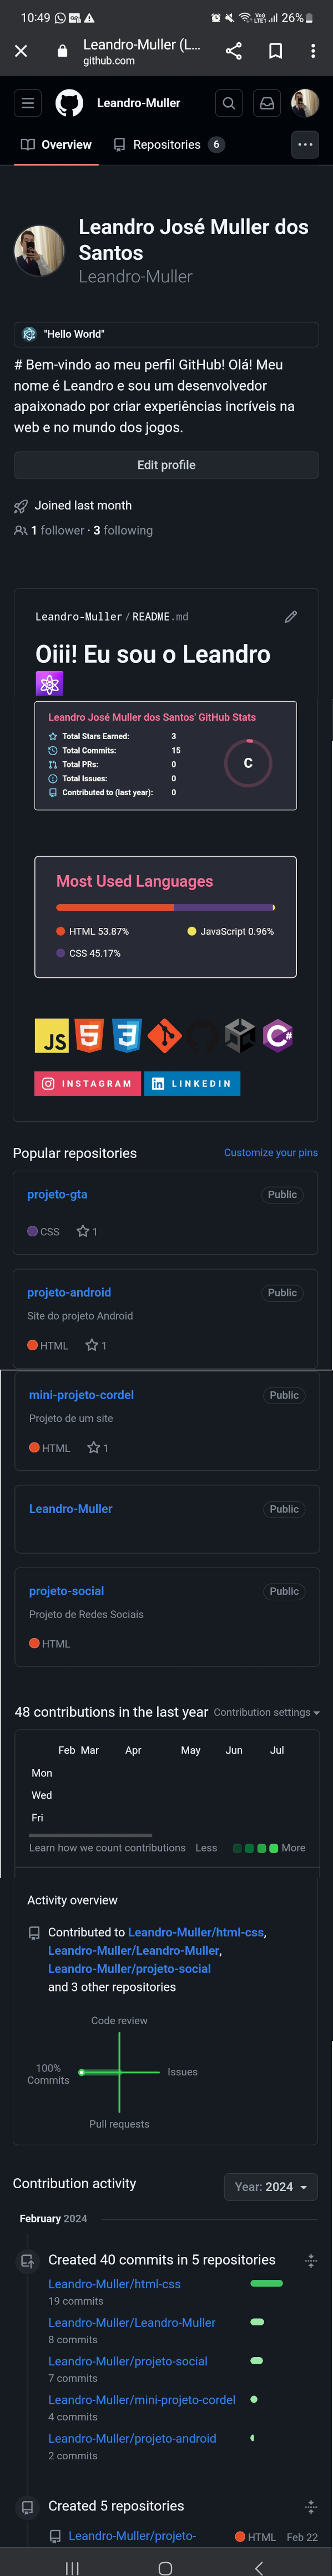 10:49
26%
Leandro-Muller (L...
github.com
Leandro-Muller
Overview
Repositories 6
Leandro José Muller dos
Santos
Leandro-Muller
"Hello World"
# Bem-vindo ao meu perfil GitHub! Olá! Meu
nome é Leandro e sou um desenvolvedor
apaixonado por criar experiências incríveis na
web e no mundo dos jogos.
Edit profile
Joined last month
1 follower · 3 following
Leandro-Muller / README.md
Oiii! Eu sou o Leandro
Leandro José Muller dos Santos' GitHub Stats
Total Stars Earned: 3
Total Commits: 15
Total PRs: 0
Total Issues: 0
Contributed to (last year): 0
C
Most Used Languages
HTML 53.87%
JavaScript 0.96%
CSS 45.17%
JS
5
3
C#
INSTAGRAM
LINKEDIN
Popular repositories
Customize your pins
projeto-gta
Public
CSS 1
projeto-android
Public
Site do projeto Android
HTML 1
mini-projeto-cordel
Public
Projeto de um site
HTML 1
Leandro-Muller
Public
projeto-social
Public
Projeto de Redes Sociais
HTML
48 contributions in the last year
Contribution settings
Feb Mar Apr May Jun Jul
Mon
Wed
Fri
Learn how we count contributions
Less
More
Activity overview
Contributed to Leandro-Muller/html-css,
Leandro-Muller/Leandro-Muller,
Leandro-Muller/projeto-social
and 3 other repositories
Code review
100%
Commits
Issues
Pull requests
Contribution activity
Year: 2024
February 2024
Created 40 commits in 5 repositories
Leandro-Muller/html-css
19 commits
Leandro-Muller/Leandro-Muller
8 commits
Leandro-Muller/projeto-social
7 commits
Leandro-Muller/mini-projeto-cordel
4 commits
Leandro-Muller/projeto-android
2 commits
Created 5 repositories
Leandro-Muller/projeto-
HTML
Feb 22